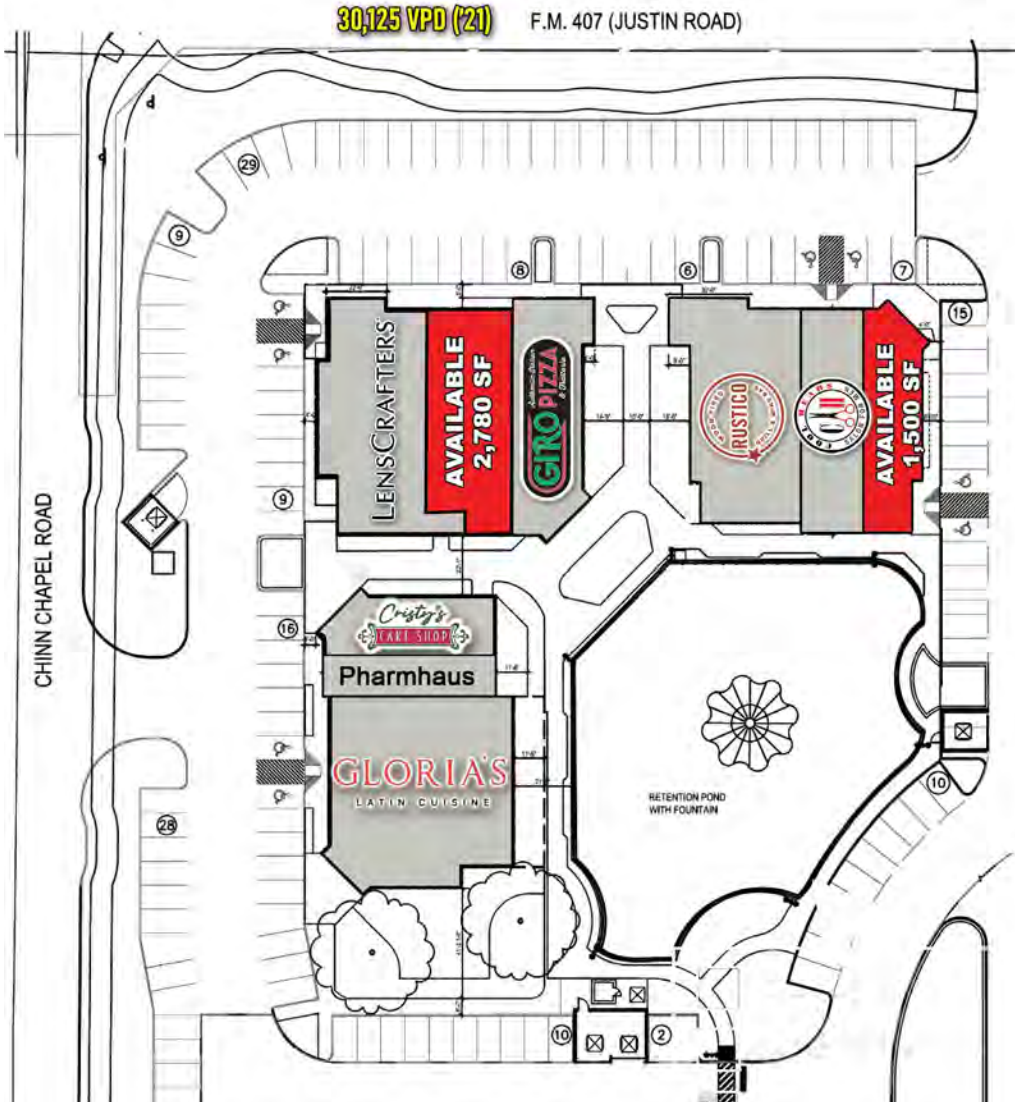 30,125 VPD ('21)
F.M. 407 (JUSTIN ROAD)
29
9
8
6
7
15
LENSCRAFTERS
AVAILABLE
2,780 SF
GIRO PIZZA
RUSTICO
AVAILABLE
1,500 SF
9
CHINN CHAPEL ROAD
Cristy's
CAKE SHOP
16
Pharmhaus
GLORIA'S
LATIN CUISINE
RETENTION POND
WITH FOUNTAIN
10
28
10
2